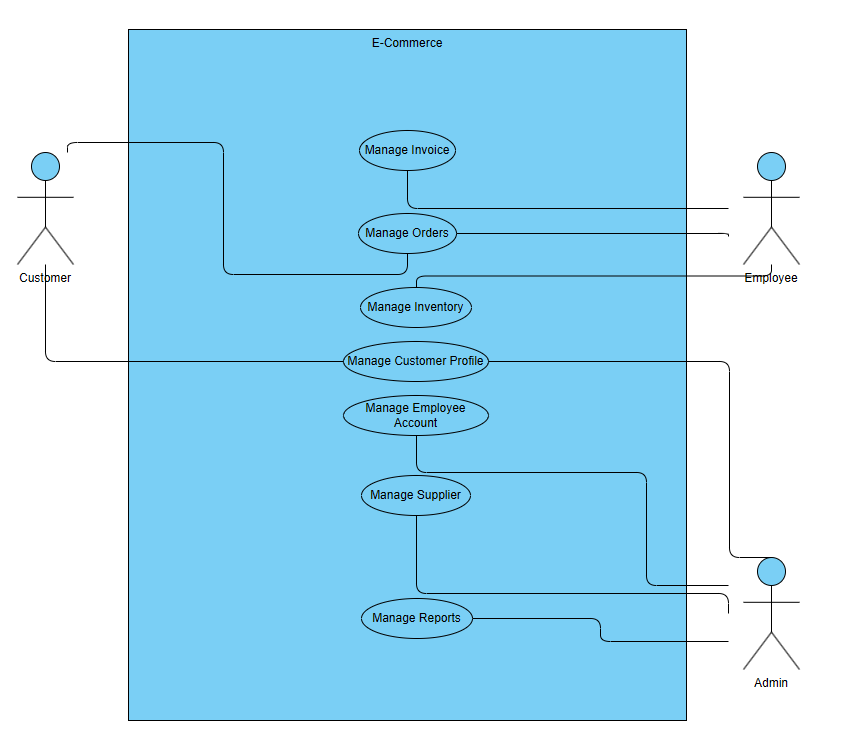 E-Commerce
Manage Invoice
Manage Orders
Customer
Employee
Manage Inventory
Manage Customer Profile
Manage Employee
Account
Manage Supplier
Manage Reports
Admin